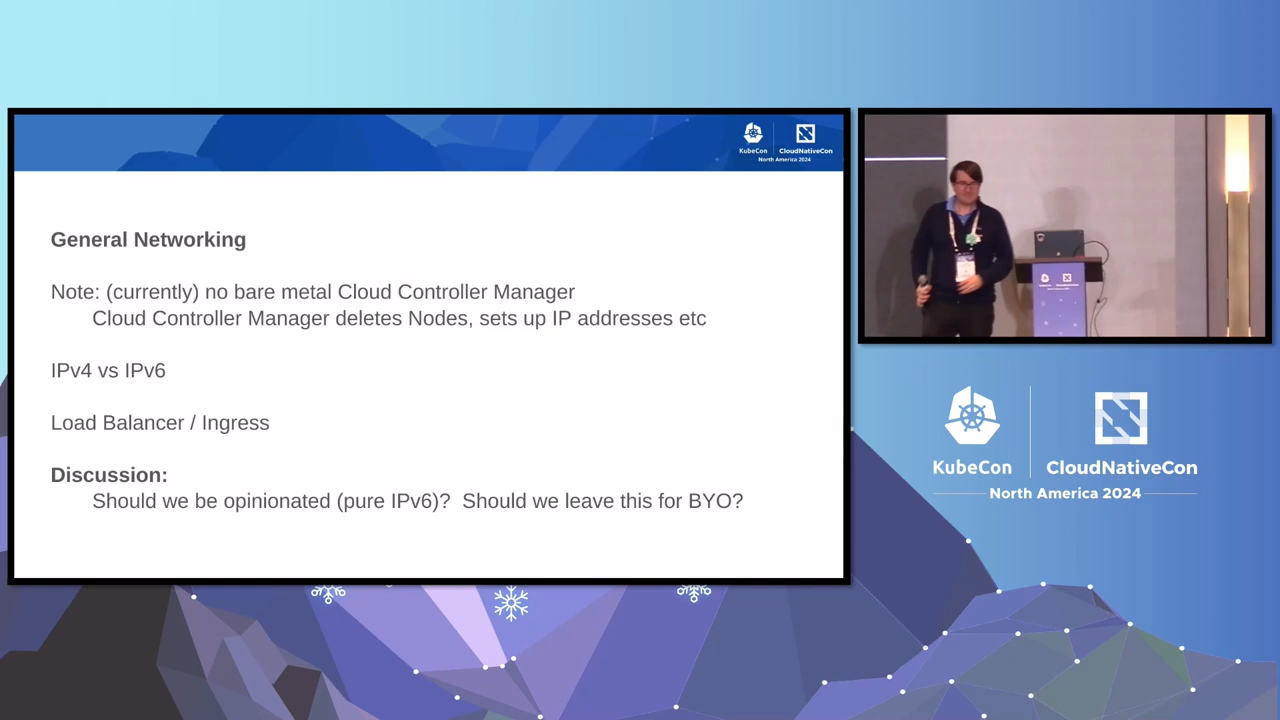 KubeCon
CloudNativeCon
North America 2024
General Networking
Note: (currently) no bare metal Cloud Controller Manager
Cloud Controller Manager deletes Nodes, sets up IP addresses etc
IPv4 vs IPv6
Load Balancer / Ingress
Discussion:
Should we be opinionated (pure IPv6)?  Should we leave this for BYO?
KubeCon
CloudNativeCon
North America 2024